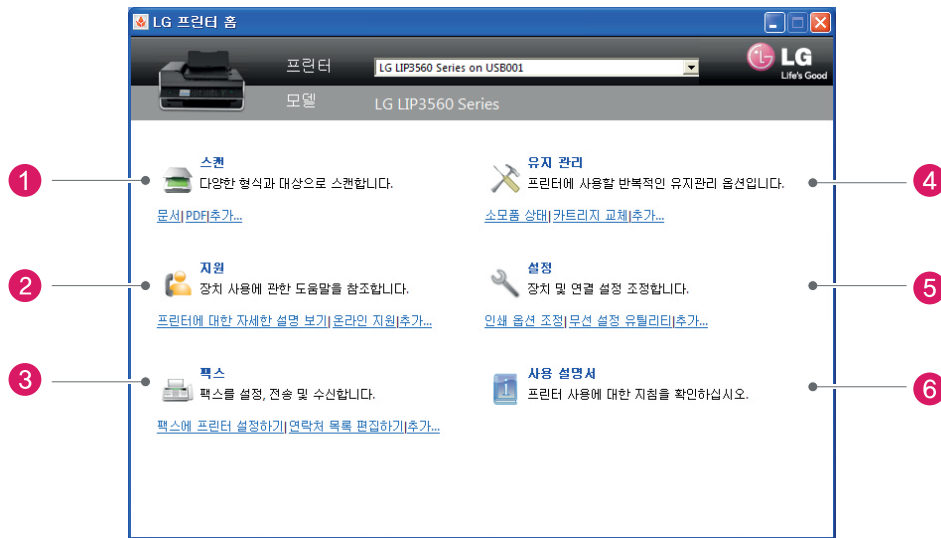 LG 프린터 홈
프린터
LG LIP3560 Series on USB001
LG
Life's Good
모델
LG LIP3560 Series
1
스캔
다양한 형식과 대상으로 스캔합니다.
문서|PDF|추가...
4
유지 관리
프린터에 사용할 반복적인 유지관리 옵션입니다.
소모품 상태|카트리지 교체|추가...
2
지원
장치 사용에 관한 도움말을 참조합니다.
프린터에 대한 자세한 설명 보기|온라인 지원|추가...
5
설정
장치 및 연결 설정 조정합니다.
인쇄 옵션 조정|무선 설정 유틸리티|추가...
3
팩스
팩스를 설정, 전송 및 수신합니다.
팩스에 프린터 설정하기|연락처 목록 편집하기|추가...
6
사용 설명서
프린터 사용에 대한 지침을 확인하십시오.